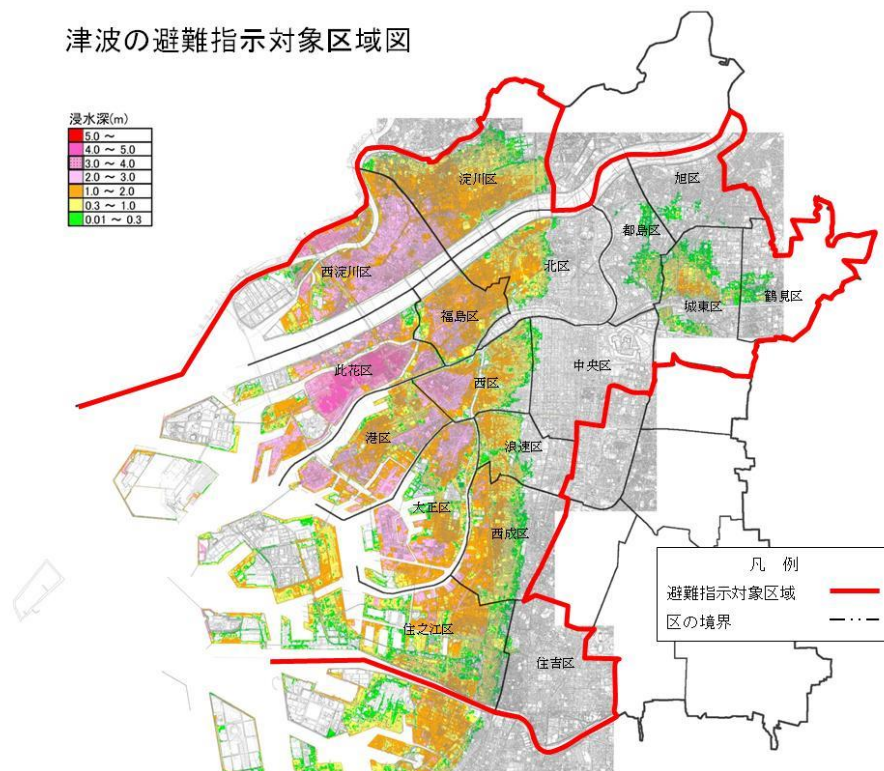 津波の避難指示対象区域図
浸水深(m)
5.0 ～
4.0 ～ 5.0
3.0 ～ 4.0
2.0 ～ 3.0
1.0 ～ 2.0
0.3 ～ 1.0
0.01 ～ 0.3
淀川区
旭区
都島区
西淀川区
北区
鶴見区
城東区
福島区
中央区
此花区
西区
港区
浪速区
大正区
西成区
凡 例
避難指示対象区域
区の境界
住之江区
住吉区